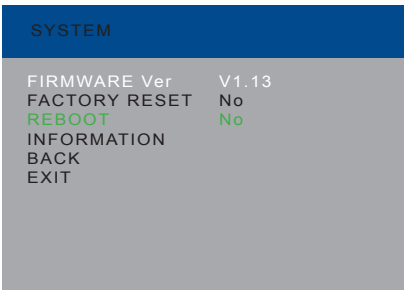 SYSTEM
FIRMWARE Ver V1.13
FACTORY RESET No
REBOOT No
INFORMATION
BACK
EXIT